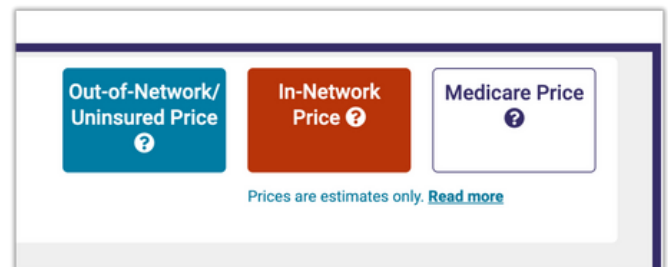 Out-of-Network/
Uninsured Price
?
In-Network
Price ?
Medicare Price
?
Prices are estimates only. Read more